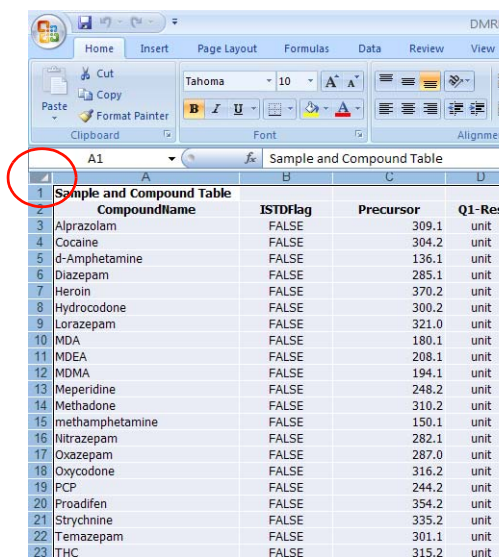 DMR
Home Insert Page Layout Formulas Data Review View
Paste
Cut
Copy
Format Painter
Tahoma 10 A A
B I U A
Clipboard Font Alignme
A1 fx Sample and Compound Table
A B C D
1 Sample and Compound Table
2 CompoundName ISTDFlag Precursor Q1-Res
3 Alprazolam FALSE 309.1 unit
4 Cocaine FALSE 304.2 unit
5 d-Amphetamine FALSE 136.1 unit
6 Diazepam FALSE 285.1 unit
7 Heroin FALSE 370.2 unit
8 Hydrocodone FALSE 300.2 unit
9 Lorazepam FALSE 321.0 unit
10 MDA FALSE 180.1 unit
11 MDEA FALSE 208.1 unit
12 MDMA FALSE 194.1 unit
13 Meperidine FALSE 248.2 unit
14 Methadone FALSE 310.2 unit
15 methamphetamine FALSE 150.1 unit
16 Nitrazepam FALSE 282.1 unit
17 Oxazepam FALSE 287.0 unit
18 Oxycodone FALSE 316.2 unit
19 PCP FALSE 244.2 unit
20 Proadifen FALSE 354.2 unit
21 Strychnine FALSE 335.2 unit
22 Temazepam FALSE 301.1 unit
23 THC FALSE 315.2 unit